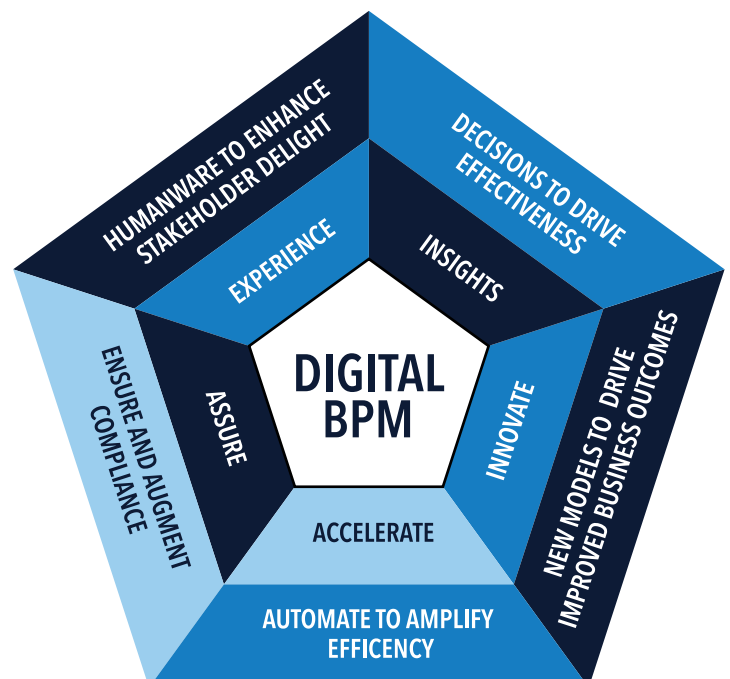 HUMANWARE TO ENHANCE
STAKEHOLDER DELIGHT
DECISIONS TO DRIVE
EFFECTIVENESS
EXPERIENCE
INSIGHTS
DIGITAL
BPM
ENSURE AND AUGMENT
COMPLIANCE
ASSURE
INNOVATE
NEW MODELS TO DRIVE
IMPROVED BUSINESS OUTCOMES
ACCELERATE
AUTOMATE TO AMPLIFY
EFFICENCY